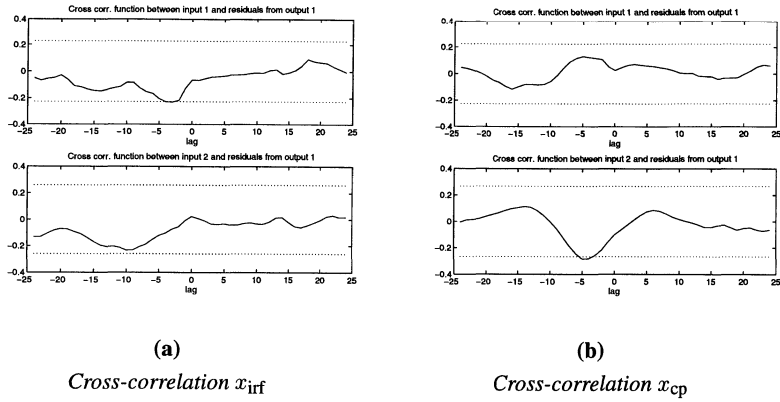 Cross corr. function between input 1 and residuals from output 1
0.4
0.2
0
-0.2
-0.4
-25 -20 -15 -10 -5 0 5 10 15 20 25
lag
Cross corr. function between input 2 and residuals from output 1
0.4
0.2
0
-0.2
-0.4
-25 -20 -15 -10 -5 0 5 10 15 20 25
lag
(a)
Cross-correlation xirf
Cross corr. function between input 1 and residuals from output 1
0.4
0.2
0
-0.2
-0.4
-25 -20 -15 -10 -5 0 5 10 15 20 25
lag
Cross corr. function between input 2 and residuals from output 1
0.4
0.2
0
-0.2
-0.4
-25 -20 -15 -10 -5 0 5 10 15 20 25
lag
(b)
Cross-correlation xcp